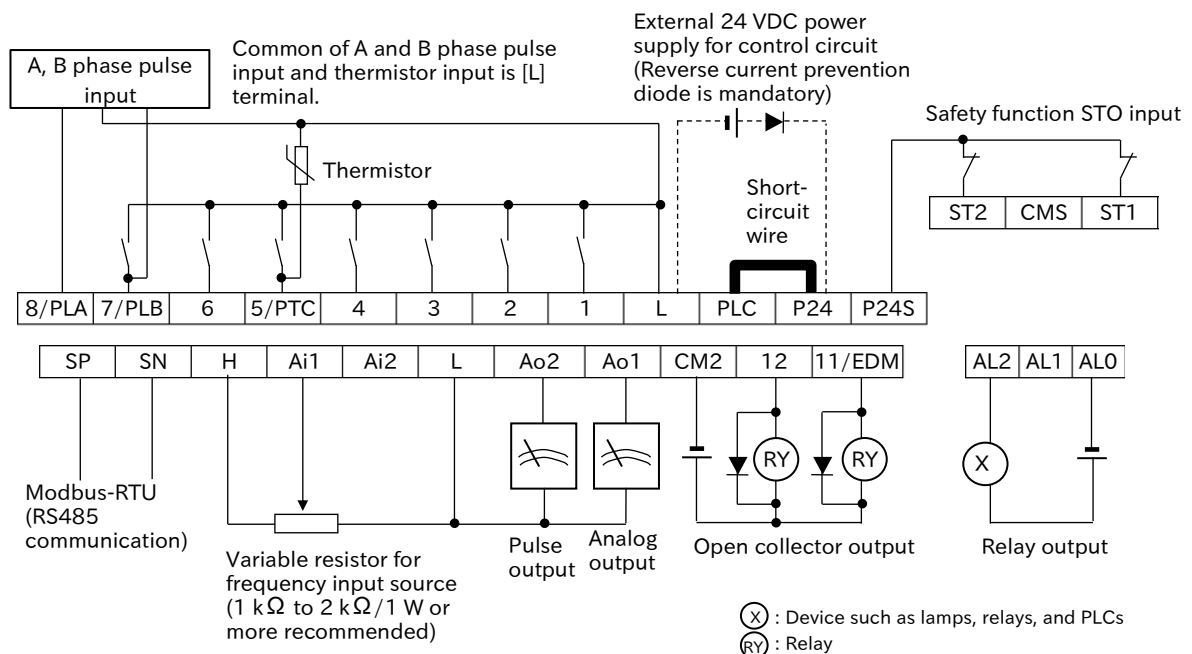 External 24 VDC power
supply for control circuit
(Reverse current prevention
diode is mandatory)
A, B phase pulse
input
Common of A and B phase pulse
input and thermistor input is [L]
terminal.
Safety function STO input
Thermistor
Short-
circuit
wire
ST2 CMS ST1
8/PLA 7/PLB 6 5/PTC 4 3 2 1 L PLC P24 P24S
SP SN H Ai1 Ai2 L Ao2 Ao1 CM2 12 11/EDM AL2 AL1 AL0
RY RY X
Modbus-RTU
(RS485
communication)
Variable resistor for
frequency input source
(1 kΩ to 2 kΩ/1 W or
more recommended)
Pulse
output
Analog
output
Open collector output
Relay output
X : Device such as lamps, relays, and PLCs
RY : Relay